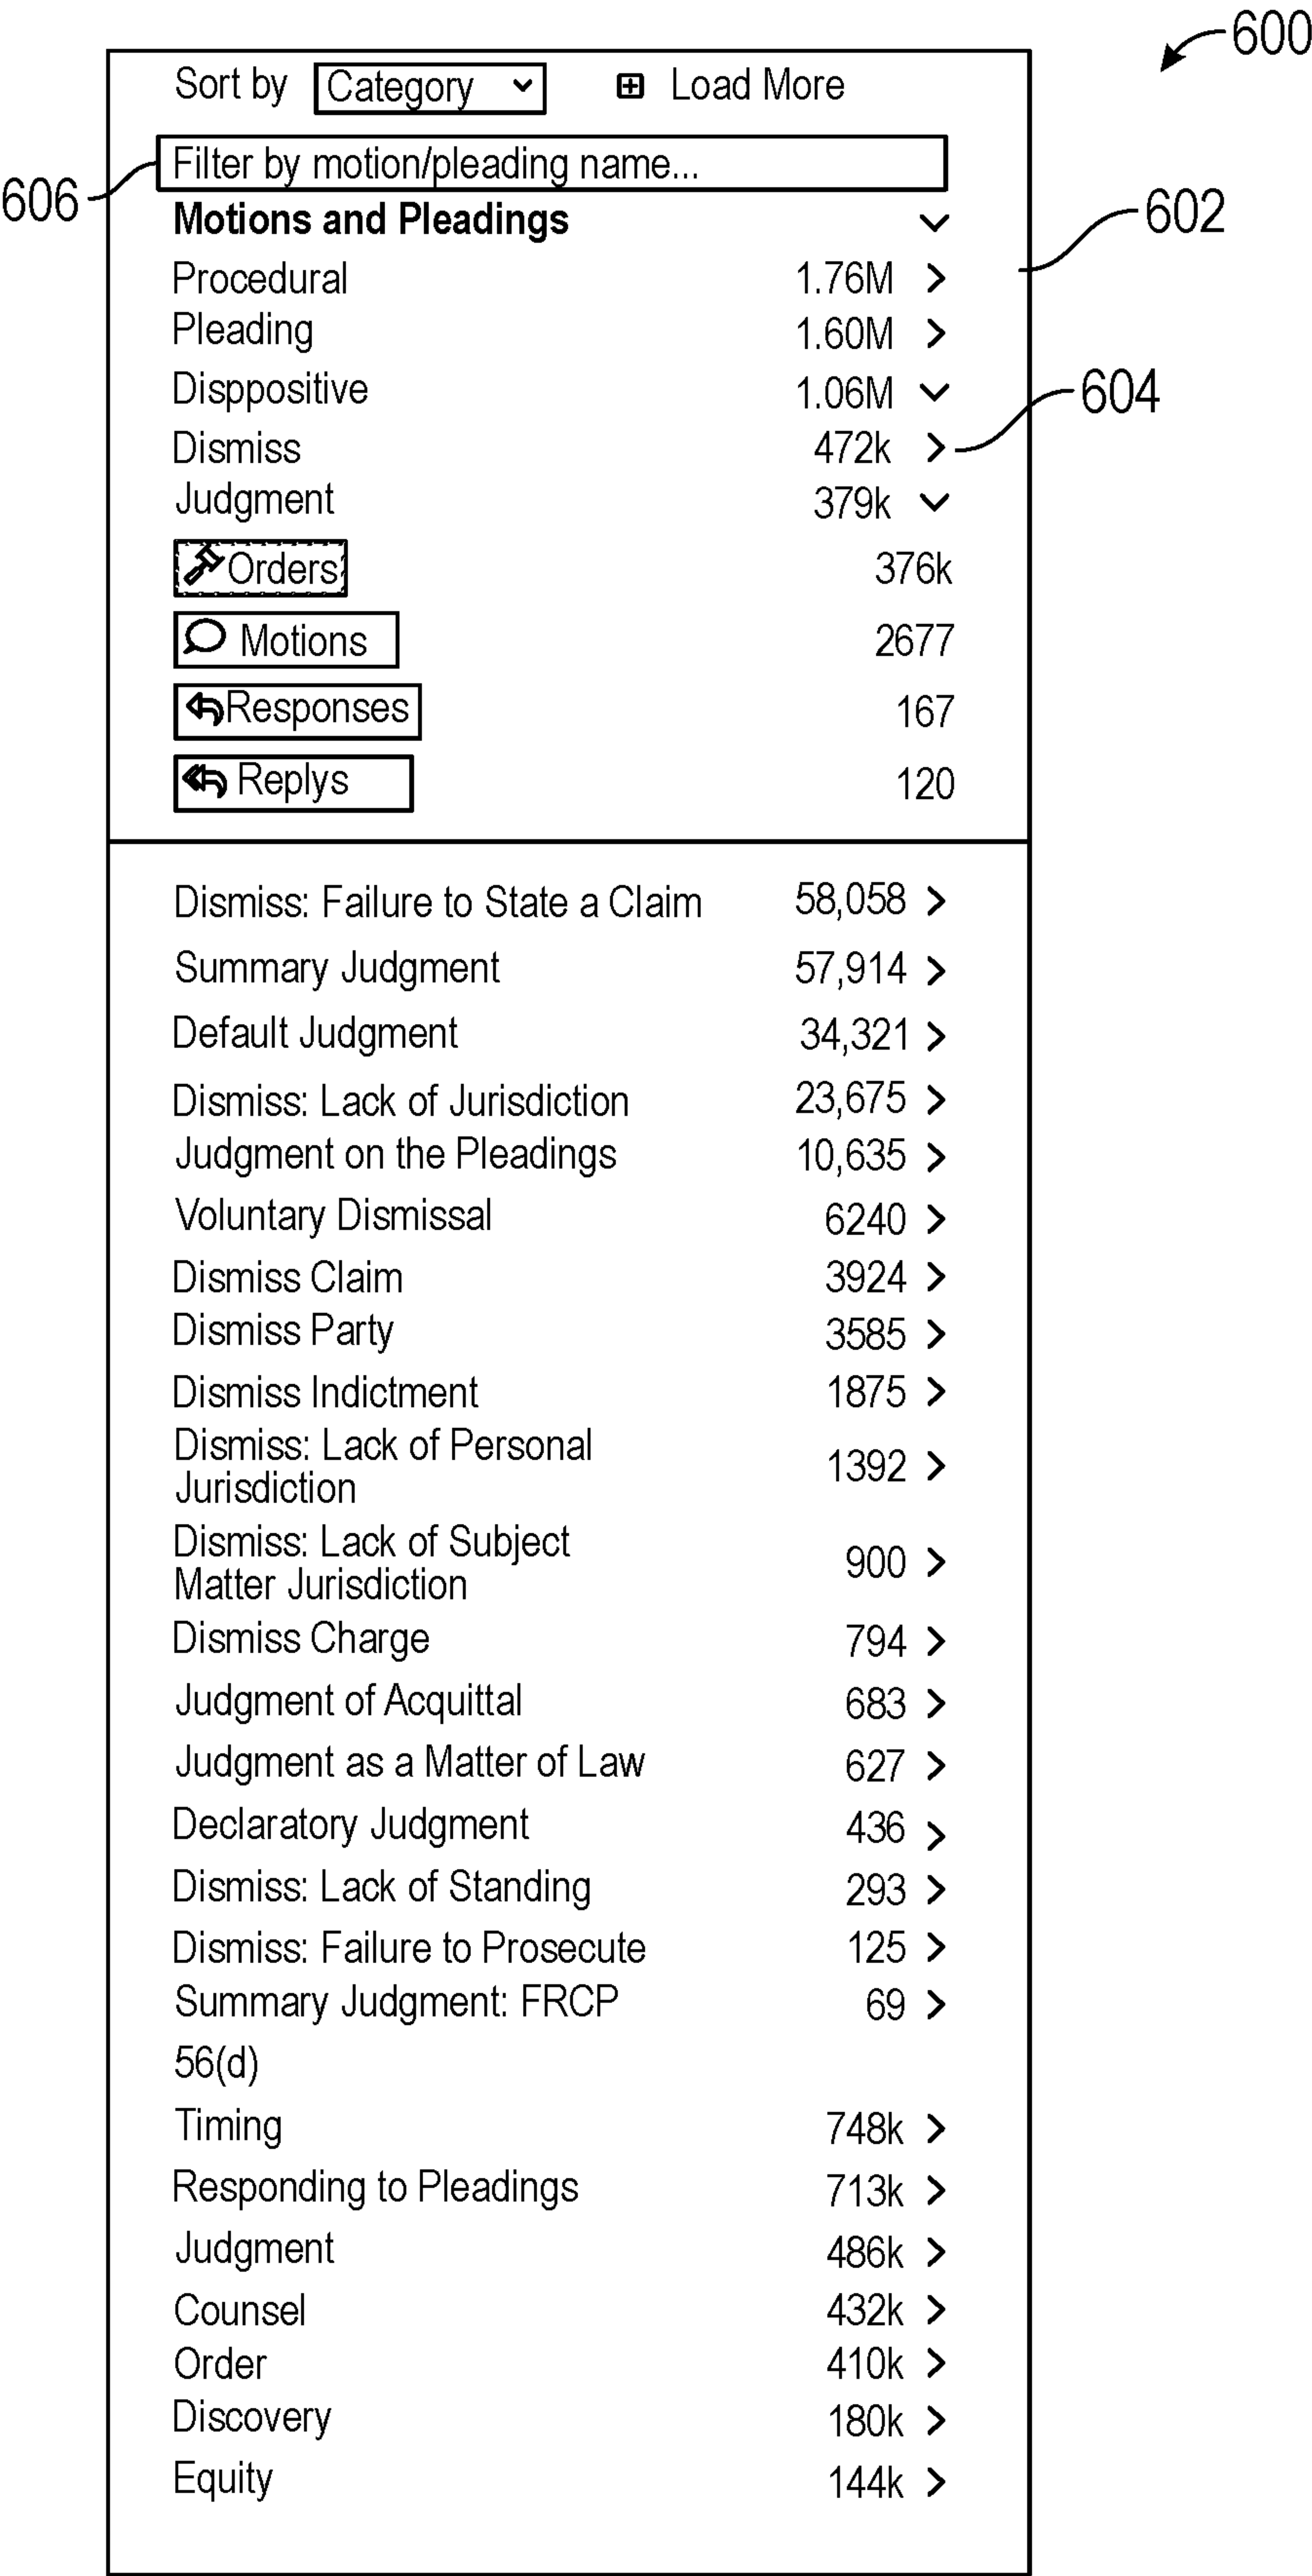 600
Sort by Category Load More
Filter by motion/pleading name...
606
Motions and Pleadings
602
Procedural 1.76M
Pleading 1.60M
Disppositive 1.06M
604
Dismiss 472k
Judgment 379k
Orders 376k
Motions 2677
Responses 167
Replys 120
Dismiss: Failure to State a Claim 58,058
Summary Judgment 57,914
Default Judgment 34,321
Dismiss: Lack of Jurisdiction 23,675
Judgment on the Pleadings 10,635
Voluntary Dismissal 6240
Dismiss Claim 3924
Dismiss Party 3585
Dismiss Indictment 1875
Dismiss: Lack of Personal
Jurisdiction 1392
Dismiss: Lack of Subject
Matter Jurisdiction 900
Dismiss Charge 794
Judgment of Acquittal 683
Judgment as a Matter of Law 627
Declaratory Judgment 436
Dismiss: Lack of Standing 293
Dismiss: Failure to Prosecute 125
Summary Judgment: FRCP 69
56(d)
Timing 748k
Responding to Pleadings 713k
Judgment 486k
Counsel 432k
Order 410k
Discovery 180k
Equity 144k